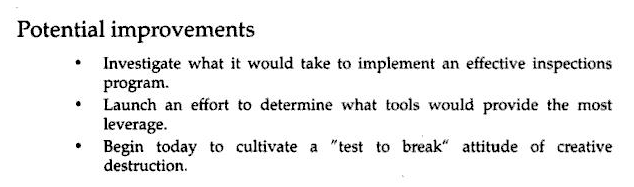 Potential improvements
• Investigate what it would take to implement an effective inspections
program.
• Launch an effort to determine what tools would provide the most
leverage.
• Begin today to cultivate a "test to break“ attitude of creative
destruction.